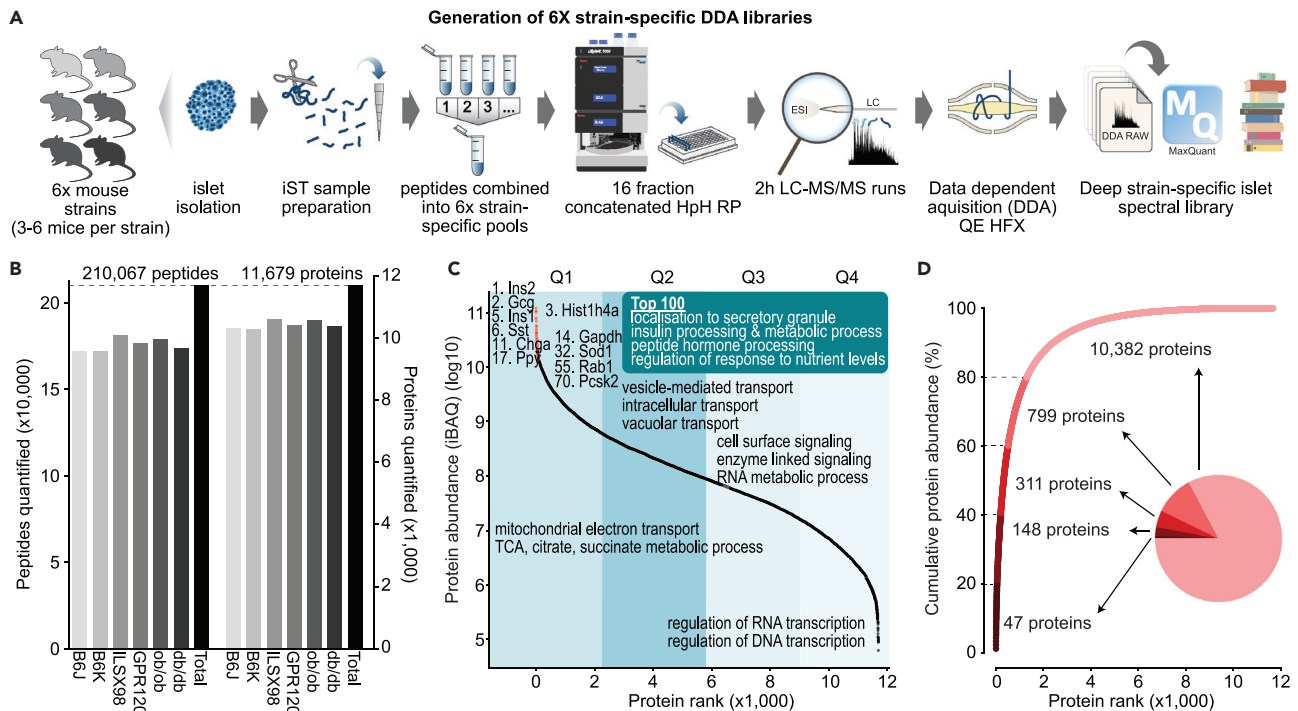 A
Generation of 6X strain-specific DDA libraries
1 2 3 ...
ESI
LC
DDA RAW
MQ
MaxQuant
6x mouse
strains
(3-6 mice per strain)
islet
isolation
iST sample
preparation
peptides combined
into 6x strain-
specific pools
16 fraction
concatenated HpH RP
2h LC-MS/MS runs
Data dependent
aquisition (DDA)
QE HFX
Deep strain-specific islet
spectral library
B
210,067 peptides
11,679 proteins
Peptides quantified (x10,000)
20
15
10
5
0
Proteins quantified
(x1,000)
12
10
8
6
4
2
0
B6J
B6K
ILSX98
GPR120
ob/ob
db/db
Total
B6J
B6K
ILSX98
GPR120
ob/ob
db/db
Total
C
Q1
Q2
Q3
Q4
1. Ins2
2. Gcg
5. Ins1
6. Sst
11. Chga
17. Ppy
3. Hist1h4a
14. Gapdh
32. Sod1
55. Rab1
70. Pcsk2
Top 100
localisation to secretory granule
insulin processing & metabolic process
peptide hormone processing
regulation of response to nutrient levels
vesicle-mediated transport
intracellular transport
vacuolar transport
cell surface signaling
enzyme linked signaling
RNA metabolic process
mitochondrial electron transport
TCA, citrate, succinate metabolic process
regulation of RNA transcription
regulation of DNA transcription
Protein abundance (iBAQ) (log10)
11
10
9
8
7
6
5
0 2 4 6 8 10 12
Protein rank (x1,000)
D
Cumulative protein abundance (%)
100
80
60
40
20
0
10,382 proteins
799 proteins
311 proteins
148 proteins
47 proteins
0 2 4 6 8 10 12
Protein rank (x1,000)